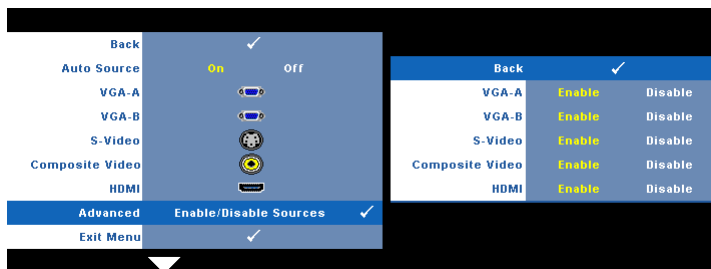 Back
Auto Source On Off
VGA-A
VGA-B
S-Video
Composite Video
HDMI
Advanced Enable/Disable Sources
Exit Menu
Back
VGA-A Enable Disable
VGA-B Enable Disable
S-Video Enable Disable
Composite Video Enable Disable
HDMI Enable Disable